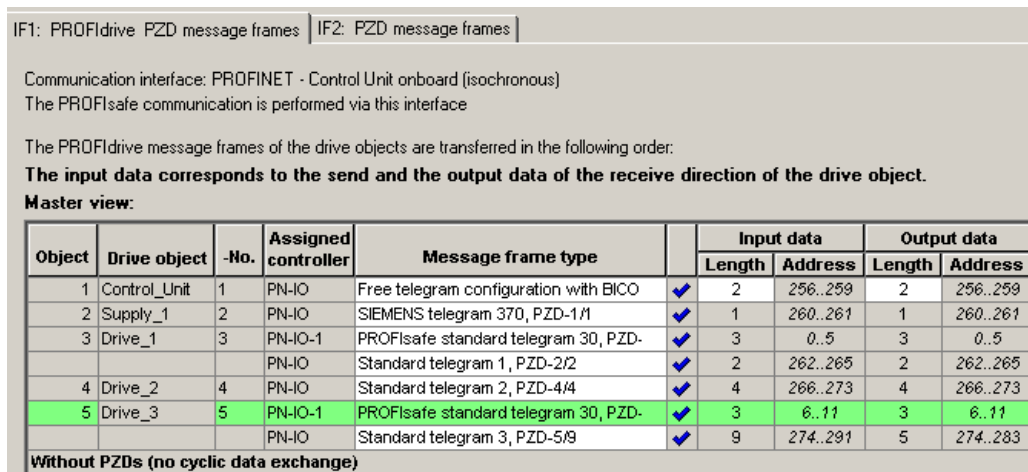 IF1: PROFIdrive PZD message frames IF2: PZD message frames
Communication interface: PROFINET - Control Unit onboard (isochronous)
The PROFIsafe communication is performed via this interface
The PROFIdrive message frames of the drive objects are transferred in the following order:
The input data corresponds to the send and the output data of the receive direction of the drive object.
Master view:
Object Drive object -No. Assigned controller Message frame type Input data Output data
Length Address Length Address
1 Control_Unit 1 PN-IO Free telegram configuration with BICO 2 256..259 2 256..259
2 Supply_1 2 PN-IO SIEMENS telegram 370, PZD-1/1 1 260..261 1 260..261
3 Drive_1 3 PN-IO-1 PROFIsafe standard telegram 30, PZD- 3 0..5 3 0..5
PN-IO Standard telegram 1, PZD-2/2 2 262..265 2 262..265
4 Drive_2 4 PN-IO Standard telegram 2, PZD-4/4 4 266..273 4 266..273
5 Drive_3 5 PN-IO-1 PROFIsafe standard telegram 30, PZD- 3 6..11 3 6..11
PN-IO Standard telegram 3, PZD-5/9 9 274..291 5 274..283
Without PZDs (no cyclic data exchange)